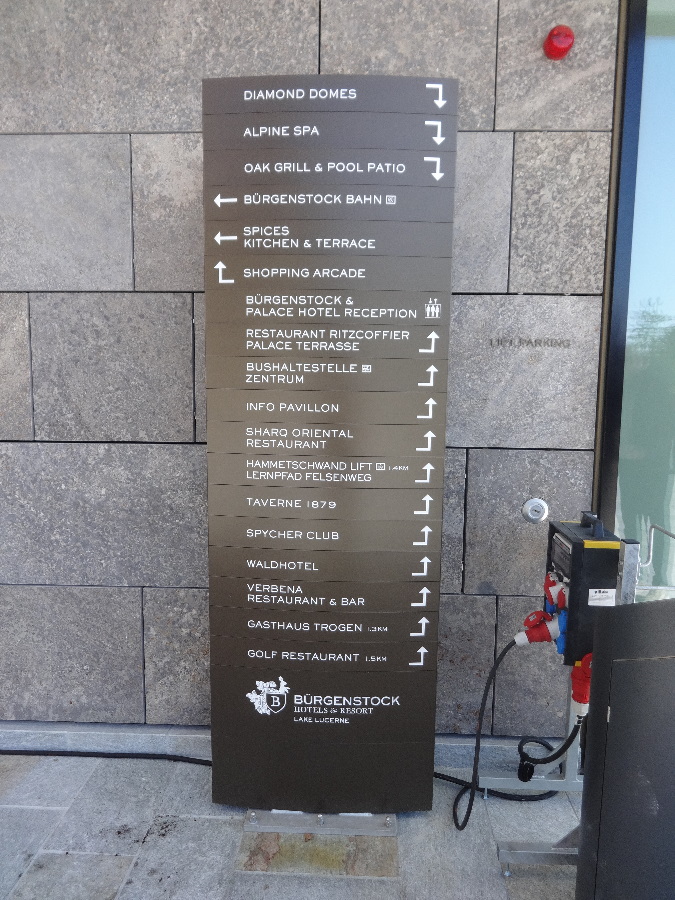 DIAMOND DOMES
ALPINE SPA
OAK GRILL & POOL PATIO
BÜRGENSTOCK BAHN
SPICES
KITCHEN & TERRACE
SHOPPING ARCADE
BÜRGENSTOCK &
PALACE HOTEL RECEPTION
RESTAURANT RITZCOFFIER
PALACE TERRASSE
BUSHALTESTELLE
ZENTRUM
INFO PAVILLON
SHARQ ORIENTAL
RESTAURANT
HAMMETSCHWAND LIFT 1.4KM
LERNPFAD FELSENWEG
TAVERNE 1879
SPYCHER CLUB
WALDHOTEL
VERBENA
RESTAURANT & BAR
GASTHAUS TROGEN 1.3KM
GOLF RESTAURANT 1.5KM
B
BÜRGENSTOCK
HOTELS & RESORT
LAKE LUCERNE
LIFT PARKING